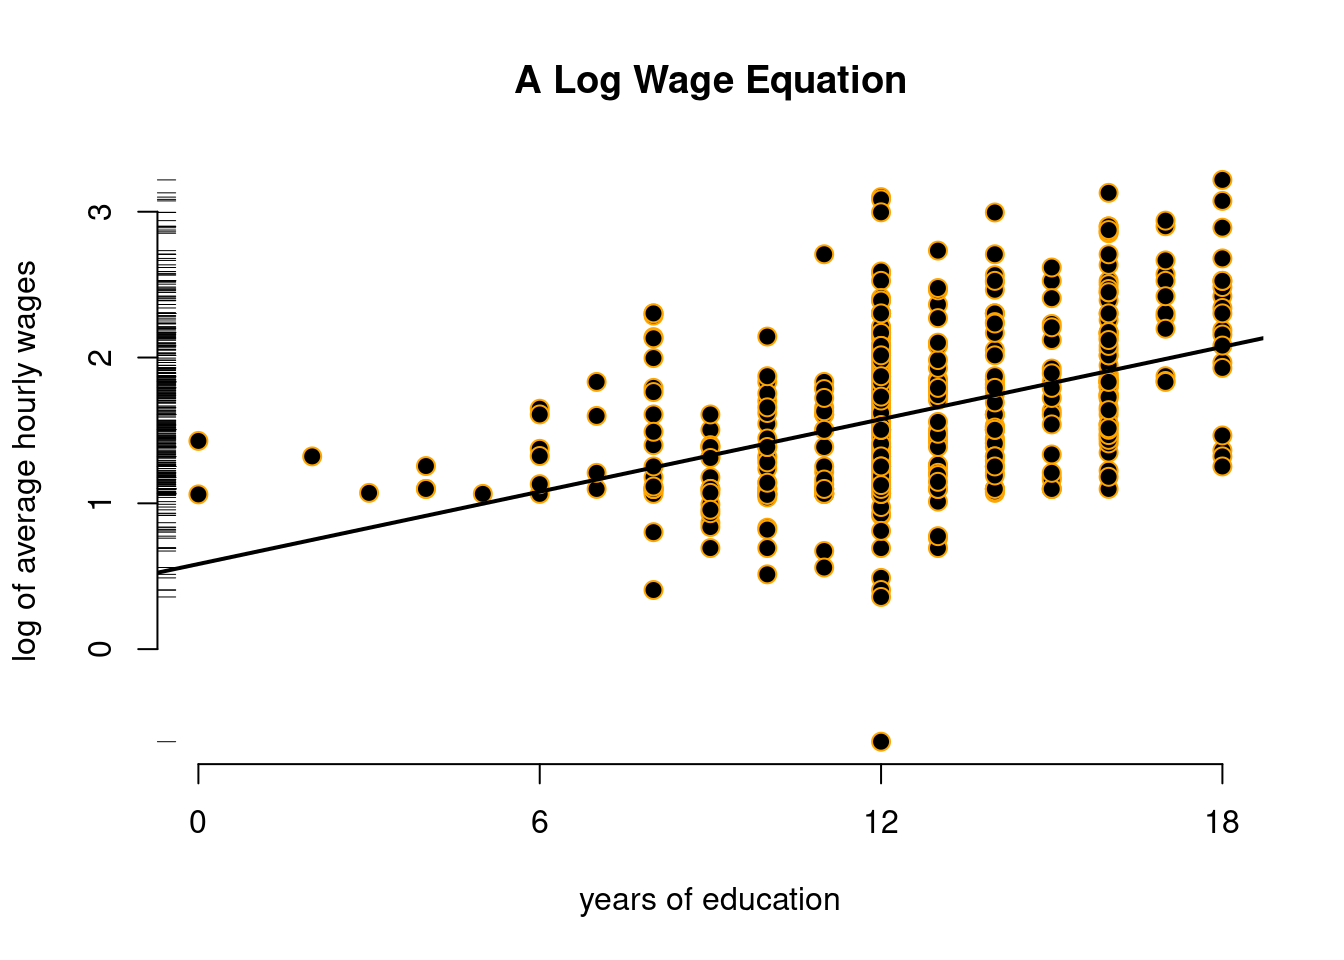 A Log Wage Equation
log of average hourly wages
3
2
1
0
0 6 12 18
years of education